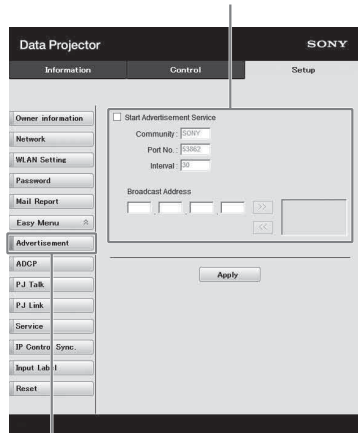 Data Projector
SONY
Information
Control
Setup
Owner information
Network
WLAN Setting
Password
Mail Report
Easy Menu
Advertisement
ADCP
PJ Talk
PJ Link
Service
IP Control Sync.
Input Label
Reset
Start Advertisement Service
Community : SONY
Port No. : 53862
Interval : 30
Broadcast Address
>>
<<
Apply